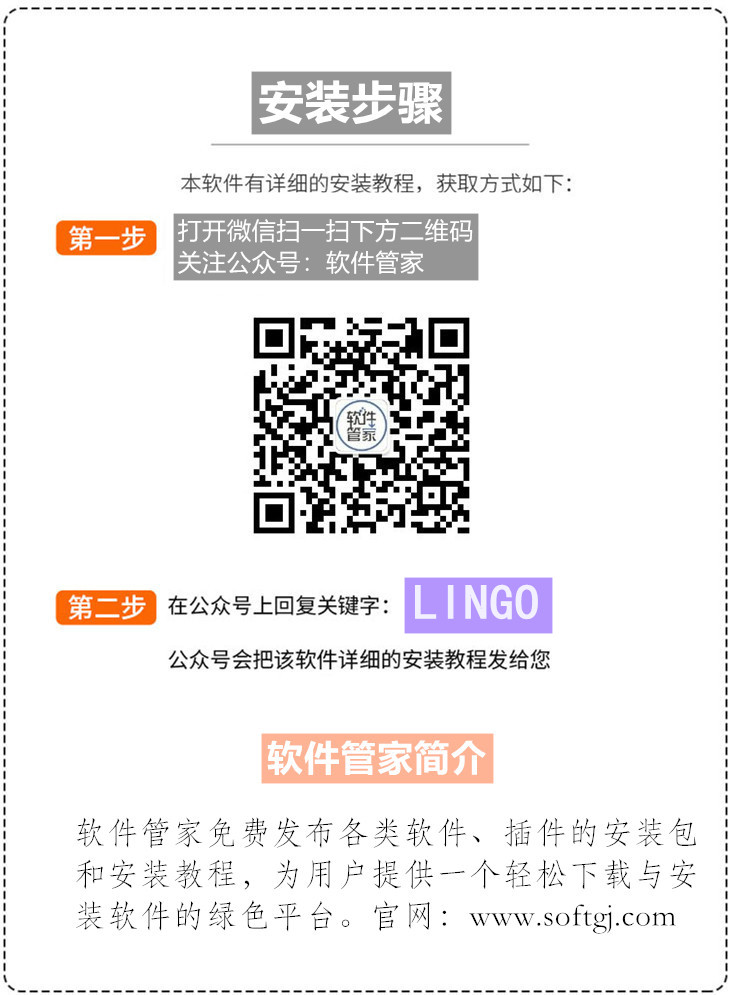 安装步骤
本软件有详细的安装教程，获取方式如下：
第一步
打开微信扫一扫下方二维码
关注公众号：软件管家
软件
管家
第二步
在公众号上回复关键字：
LINGO
公众号会把该软件详细的安装教程发给您
软件管家简介
软件管家免费发布各类软件、插件的安装包
和安装教程，为用户提供一个轻松下载与安
装软件的绿色平台。官网：www.softgj.com